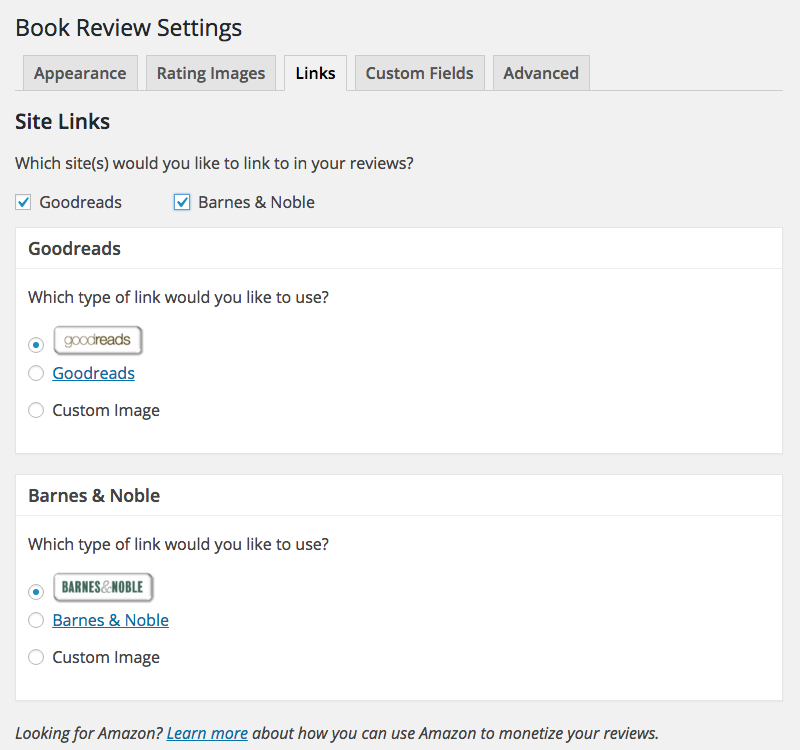 Book Review Settings
Appearance Rating Images Links Custom Fields Advanced
Site Links
Which site(s) would you like to link to in your reviews?
Goodreads Barnes & Noble
Goodreads
Which type of link would you like to use?
goodreads
Goodreads
Custom Image
Barnes & Noble
Which type of link would you like to use?
BARNES&NOBLE
Barnes & Noble
Custom Image
Looking for Amazon? Learn more about how you can use Amazon to monetize your reviews.